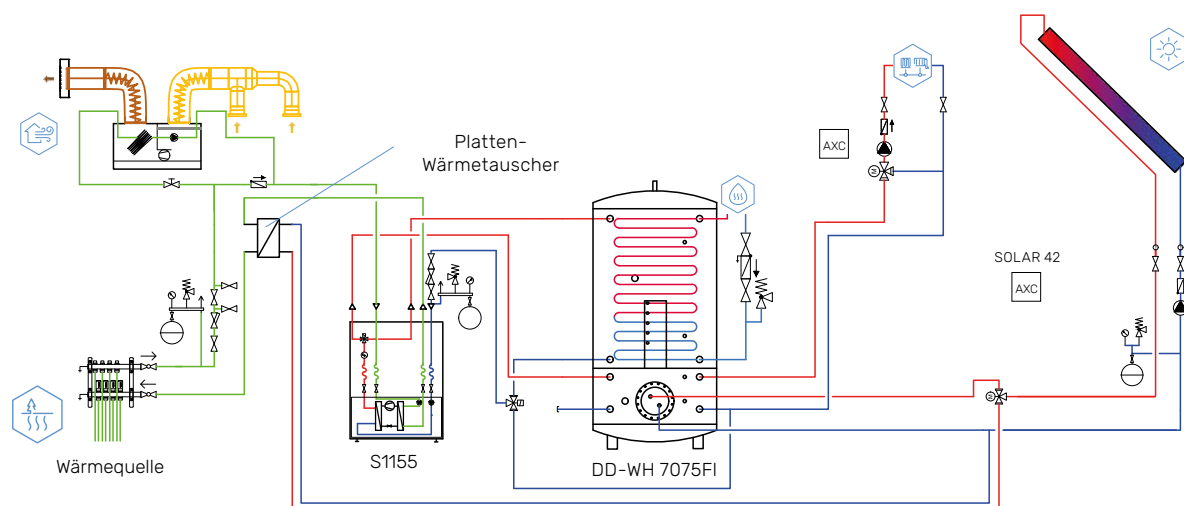 Platten-
Wärmetauscher
AXC
SOLAR 42
AXC
M
M
Wärmequelle
S1155
DD-WH 7075FI